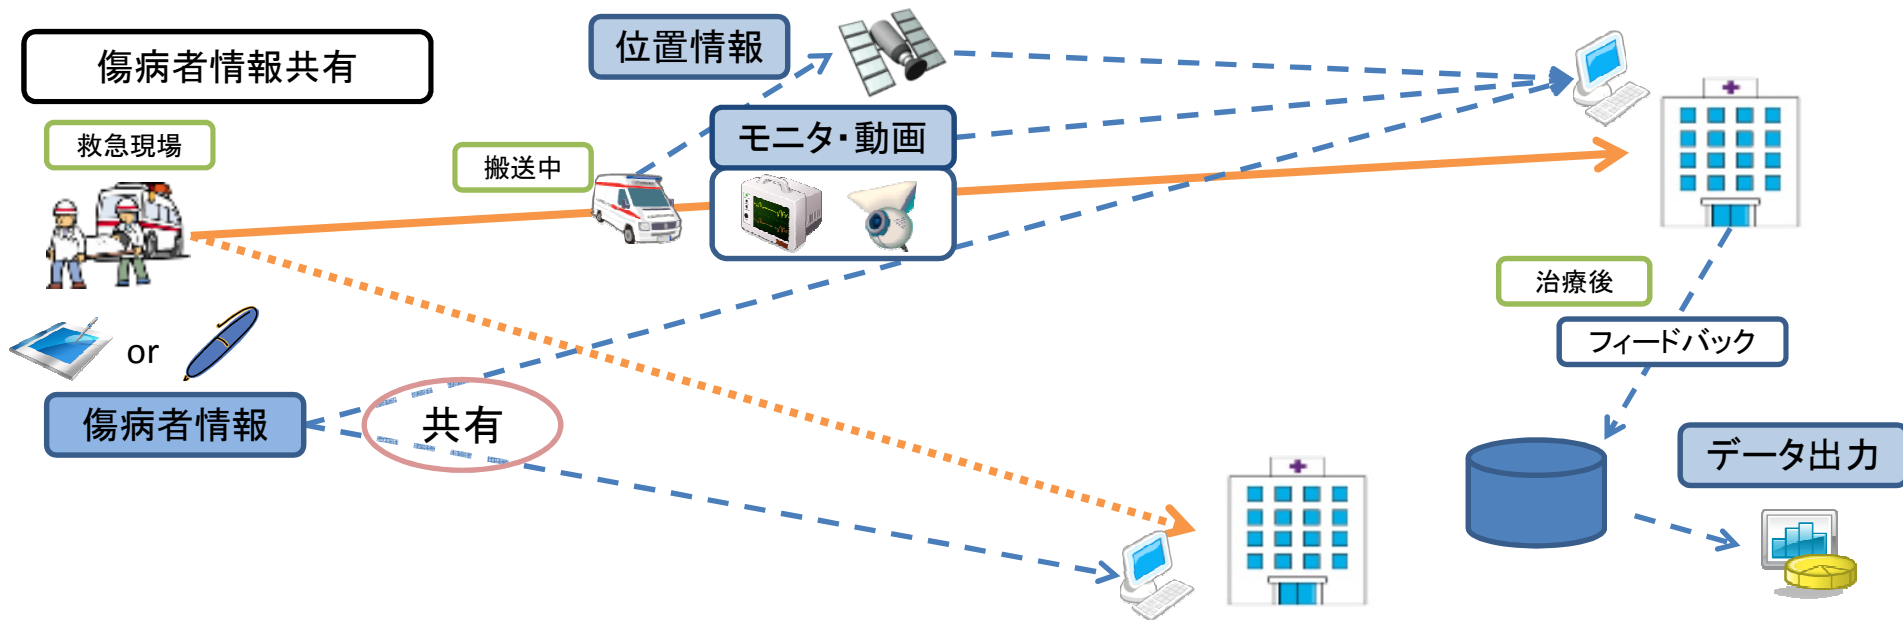 傷病者情報共有
位置情報
救急現場
搬送中
モニタ・動画
治療後
フィードバック
or
傷病者情報
共有
データ出力